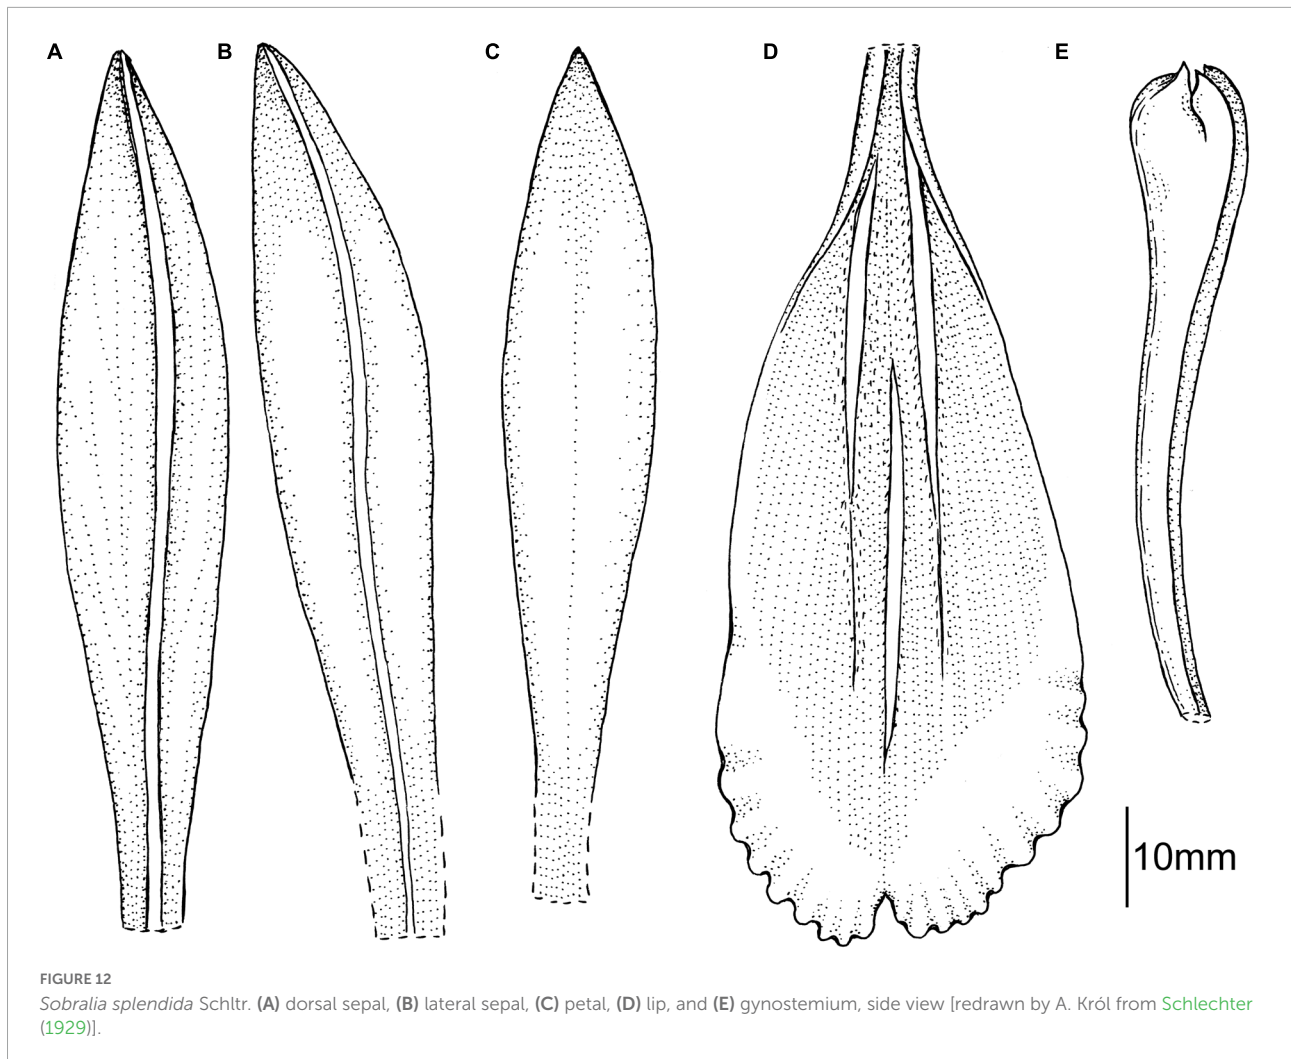 A B C D E
10mm
FIGURE 12
Sobralia splendida Schltr. (A) dorsal sepal, (B) lateral sepal, (C) petal, (D) lip, and (E) gynostemium, side view [redrawn by A. Król from Schlechter
(1929)].